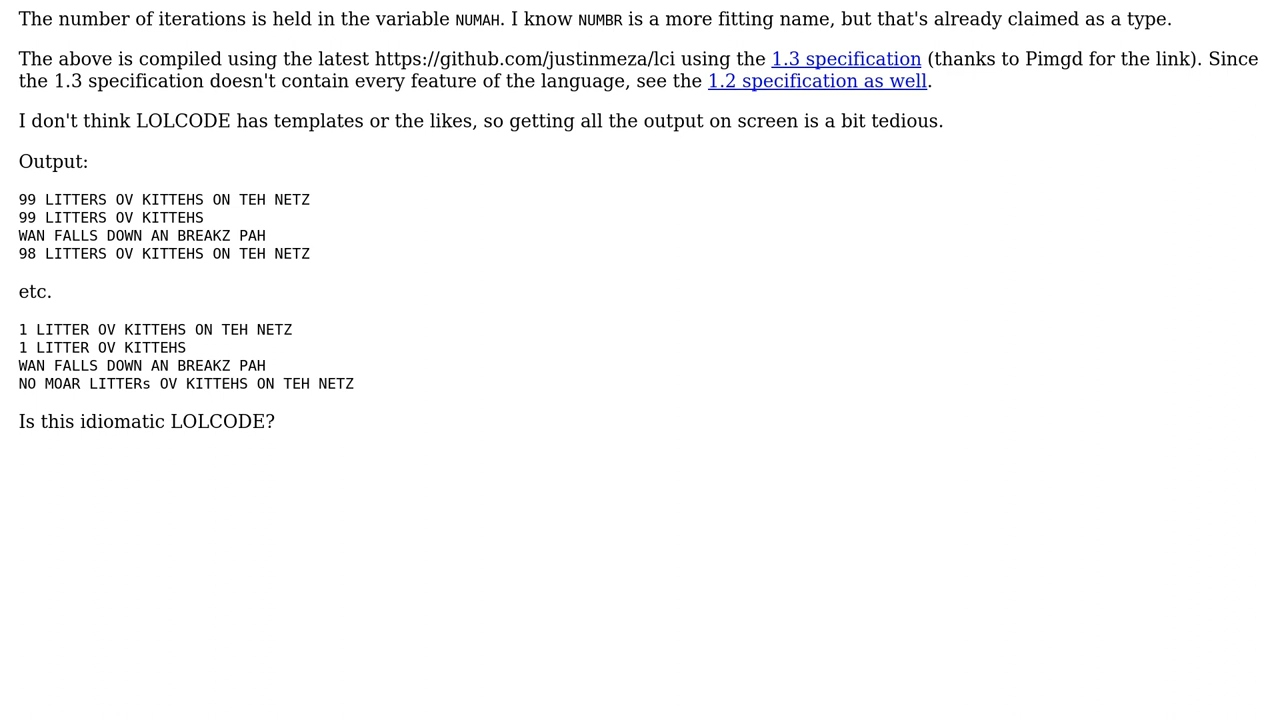 The number of iterations is held in the variable NUMAH. I know NUMBR is a more fitting name, but that's already claimed as a type.
The above is compiled using the latest https://github.com/justinmeza/lci using the 1.3 specification (thanks to Pimgd for the link). Since
the 1.3 specification doesn't contain every feature of the language, see the 1.2 specification as well.
I don't think LOLCODE has templates or the likes, so getting all the output on screen is a bit tedious.
Output:
99 LITTERS OV KITTEHS ON TEH NETZ
99 LITTERS OV KITTEHS
WAN FALLS DOWN AN BREAKZ PAH
98 LITTERS OV KITTEHS ON TEH NETZ
etc.
1 LITTER OV KITTEHS ON TEH NETZ
1 LITTER OV KITTEHS
WAN FALLS DOWN AN BREAKZ PAH
NO MOAR LITTERs OV KITTEHS ON TEH NETZ
Is this idiomatic LOLCODE?